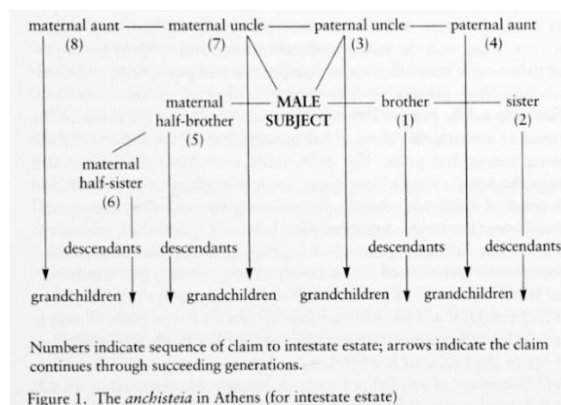 maternal aunt maternal uncle paternal uncle paternal aunt
(8) (7) (3) (4)
maternal MALE brother sister
half-brother SUBJECT (1) (2)
(5)
maternal
half-sister
(6)
descendants descendants descendants descendants
grandchildren grandchildren grandchildren grandchildren
Numbers indicate sequence of claim to intestate estate; arrows indicate the claim
continues through succeeding generations.
Figure 1. The anchisteia in Athens (for intestate estate)